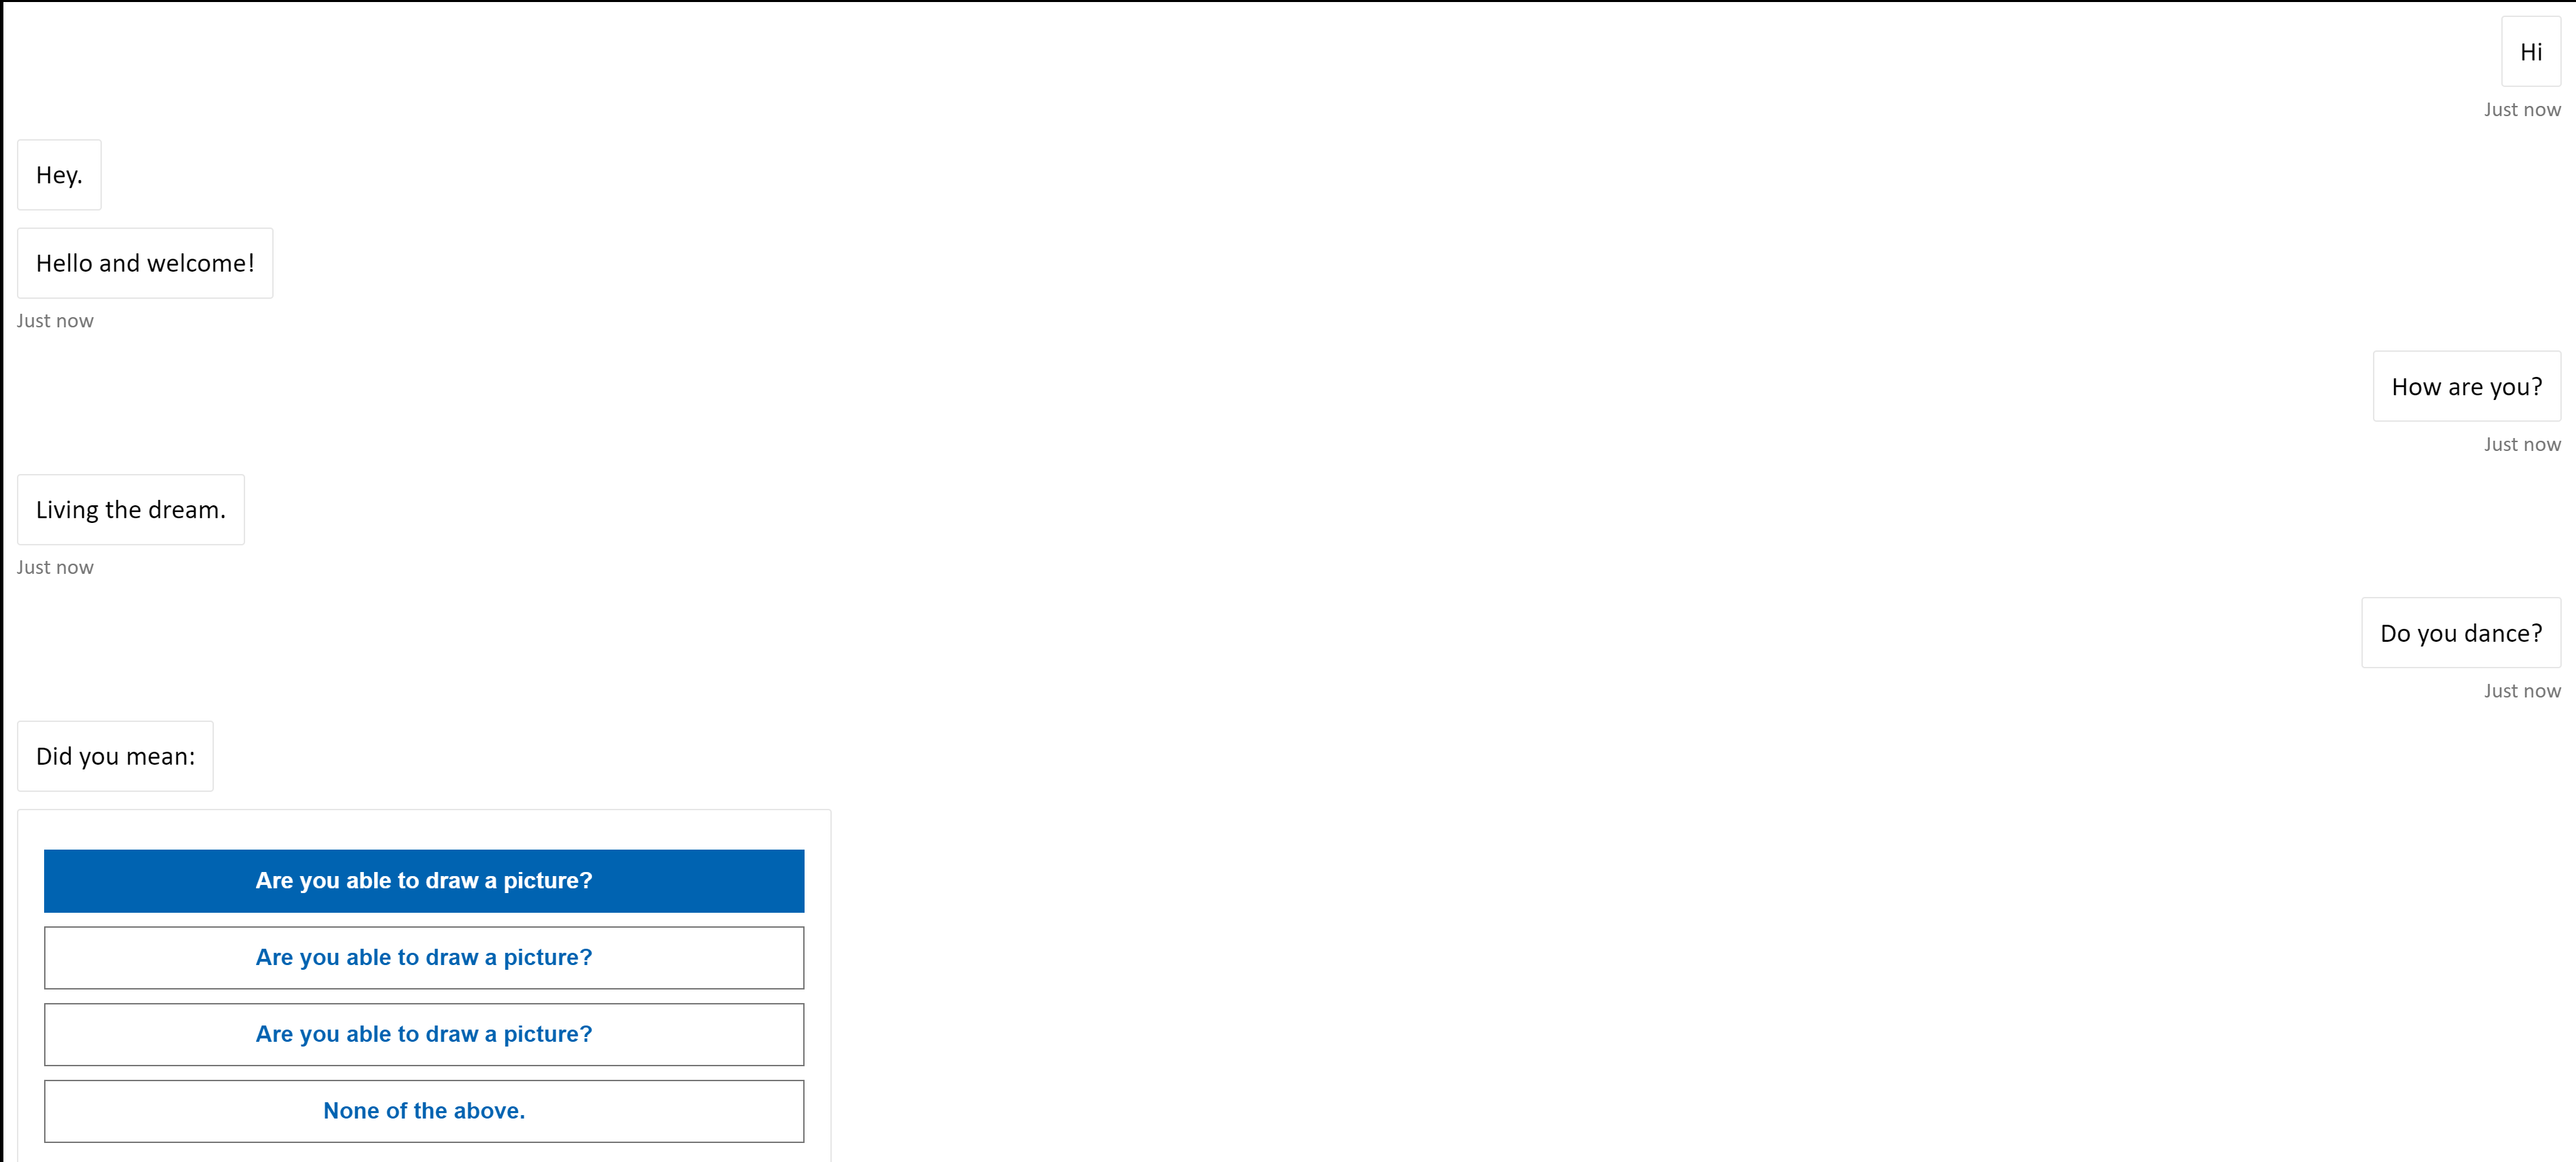 Hi
Just now
Hey.
Hello and welcome!
Just now
How are you?
Just now
Living the dream.
Just now
Do you dance?
Just now
Did you mean:
Are you able to draw a picture?
Are you able to draw a picture?
Are you able to draw a picture?
None of the above.